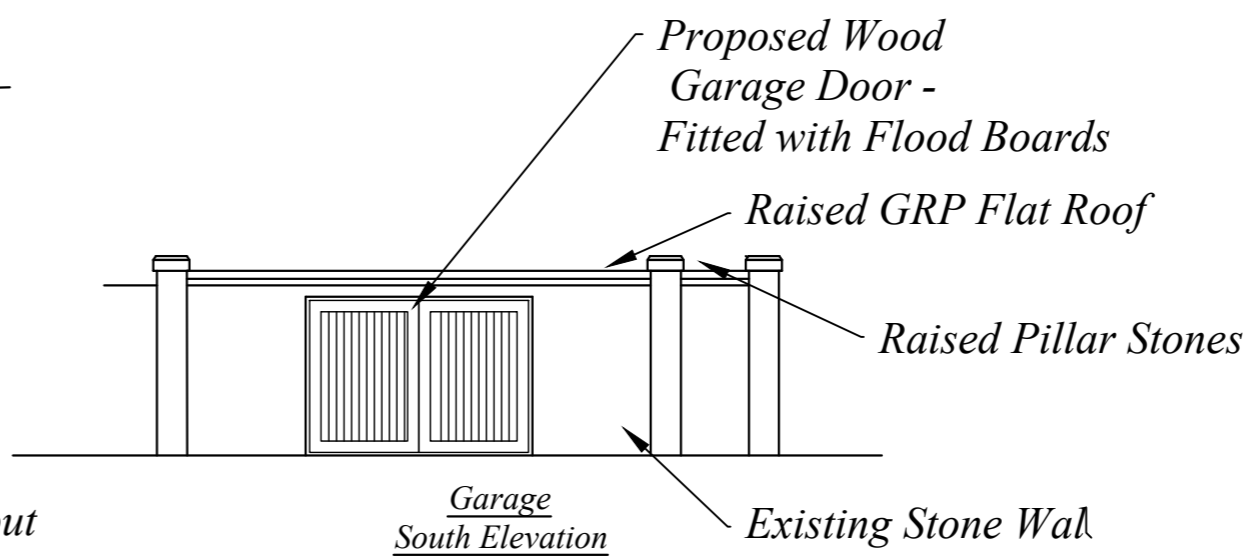 Proposed Wood
Garage Door -
Fitted with Flood Boards
Raised GRP Flat Roof
Raised Pillar Stones
Existing Stone Wall
Garage
South Elevation